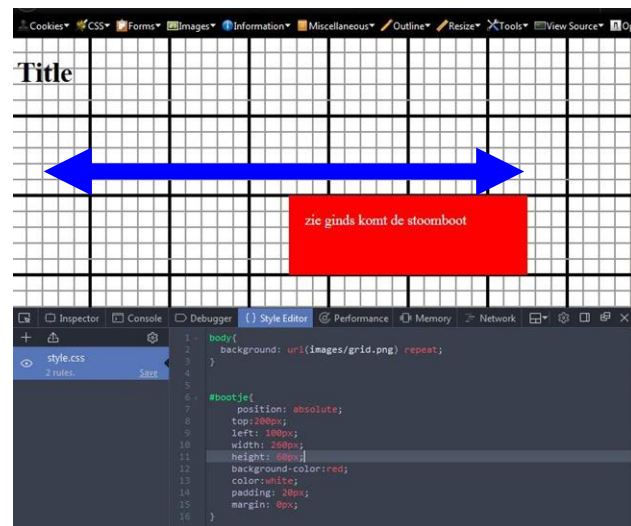 Cookies▾ CSS▾ Forms▾ Images▾ Information▾ Miscellaneous▾ Outline▾ Resize▾ Tools▾ View Source▾ Op
Title
zie ginds komt de stoomboot
Inspector Console Debugger { } Style Editor Performance Memory Network
style.css
2 rules. Save
1 body{
2 background: url(images/grid.png) repeat;
3 }
4
5
6 #bootje{
7 position: absolute;
8 top:200px;
9 left: 100px;
10 width: 260px;
11 height: 60px;
12 background-color:red;
13 color:white;
14 padding: 20px;
15 margin: 0px;
16 }